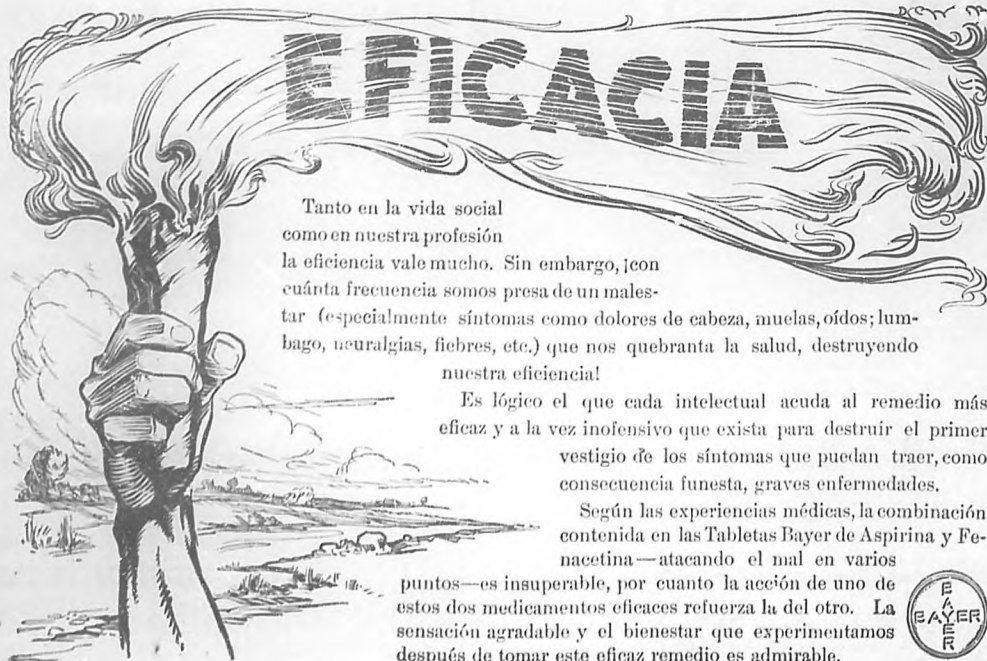 EFICACIA
Tanto en la vida social
como en nuestra profesión
la eficiencia vale mucho. Sin embargo, ¡con
cuánta frecuencia somos presa de un males-
tar (especialmente síntomas como dolores de cabeza, muelas, oídos; lum-
bago, neuralgias, fiebres, etc.) que nos quebranta la salud, destruyendo
nuestra eficiencia!
Es lógico el que cada intelectual acuda al remedio más
eficaz y a la vez inofensivo que exista para destruir el primer
vestigio de los síntomas que puedan traer, como
consecuencia funesta, graves enfermedades.
Según las experiencias médicas, la combinación
contenida en las Tabletas Bayer de Aspirina y Fe-
nacetina—atacando el mal en varios
puntos—es insuperable, por cuanto la acción de uno de
estos dos medicamentos eficaces refuerza la del otro. La
sensación agradable y el bienestar que experimentamos
después de tomar este eficaz remedio es admirable.
BAYER
BAYER